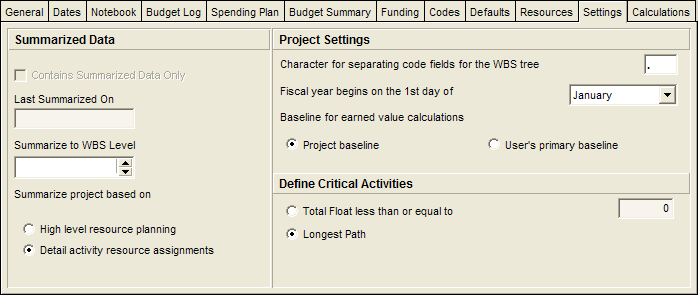 General Dates Notebook Budget Log Spending Plan Budget Summary Funding Codes Defaults Resources Settings Calculations
Summarized Data
Contains Summarized Data Only
Last Summarized On
Summarize to WBS Level
Summarize project based on
High level resource planning
Detail activity resource assignments
Project Settings
Character for separating code fields for the WBS tree .
Fiscal year begins on the 1st day of January
Baseline for earned value calculations
Project baseline User's primary baseline
Define Critical Activities
Total Float less than or equal to 0
Longest Path